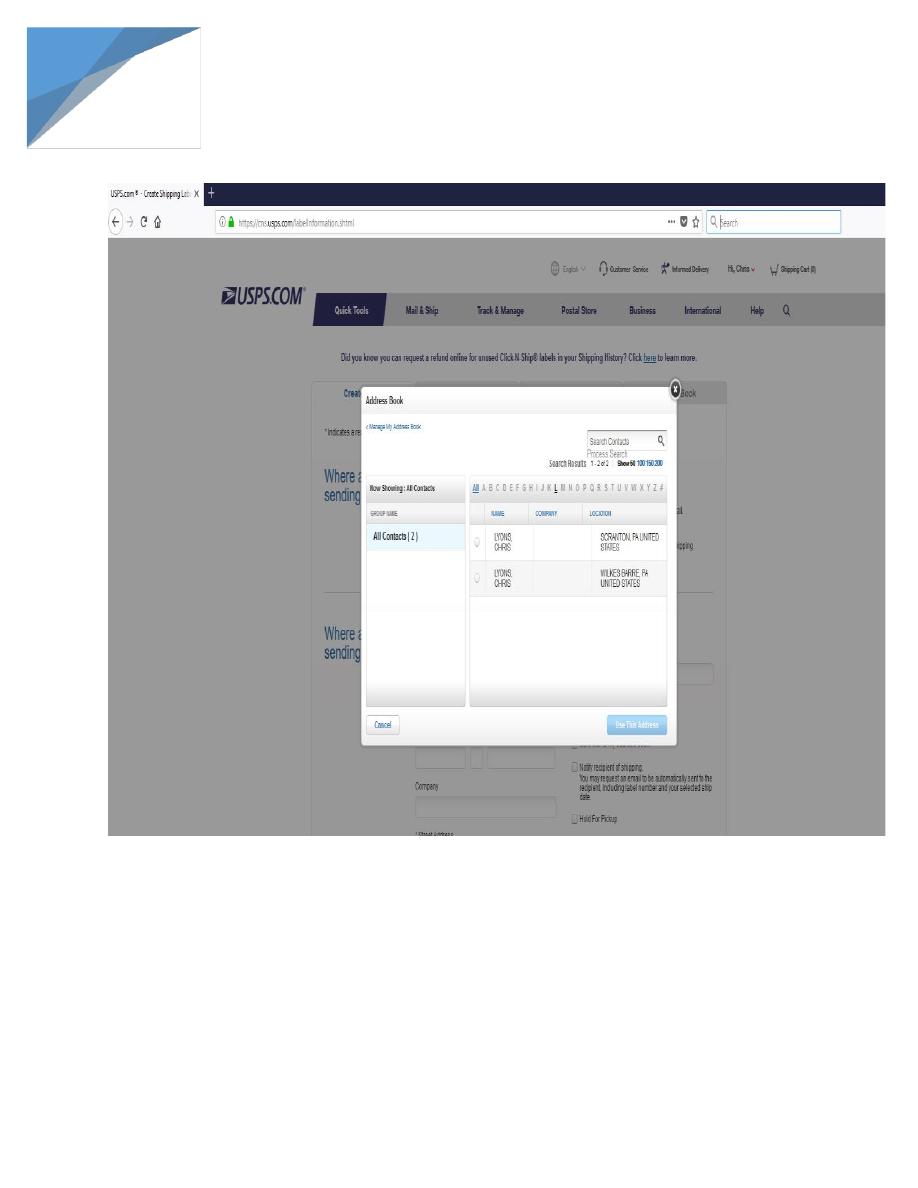 USPS.com® - Create Shipping Lab
https://cns.usps.com/labelInformation.shtml
Search
English
Customer Service
Informed Delivery
Hi, Chris
Shipping Cart (0)
USPS.COM®
Quick Tools
Mail & Ship
Track & Manage
Postal Store
Business
International
Help
Did you know you can request a refund online for unused Click-N-Ship® labels in your Shipping History? Click here to learn more.
Creat
Book
* Indicates a re
Where a
sending
Address Book
< Manage My Address Book
Search Contacts
Process Search
Search Results 1 - 2 of 2 | Show 50 100 150 200
Now Showing : All Contacts
All A B C D E F G H I J K L M N O P Q R S T U V W X Y Z #
GROUP NAME
NAME COMPANY LOCATION
All Contacts ( 2 )
LYONS,
CHRIS
SCRANTON, PA UNITED
STATES
LYONS,
CHRIS
WILKES BARRE, PA
UNITED STATES
Cancel
Use This Address
ail.
hipping
Where a
sending
Notify recipient of shipping.
You may request an email to be automatically sent to the
recipient, including label number and your selected ship
date.
Company
Hold For Pickup
* Street Address